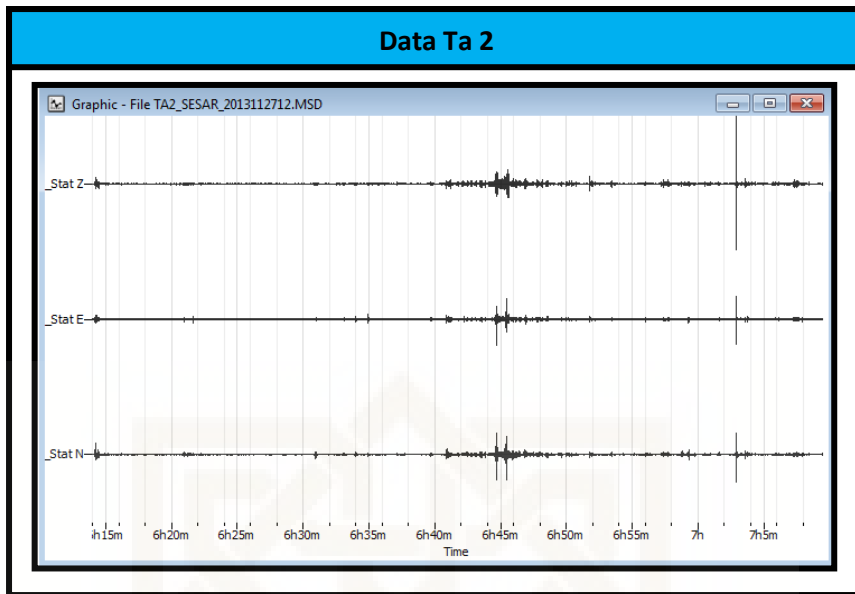 Data Ta 2
Graphic - File TA2_SESAR_2013112712.MSD
_Stat Z
_Stat E
_Stat N
6h15m 6h20m 6h25m 6h30m 6h35m 6h40m 6h45m 6h50m 6h55m 7h 7h5m
Time